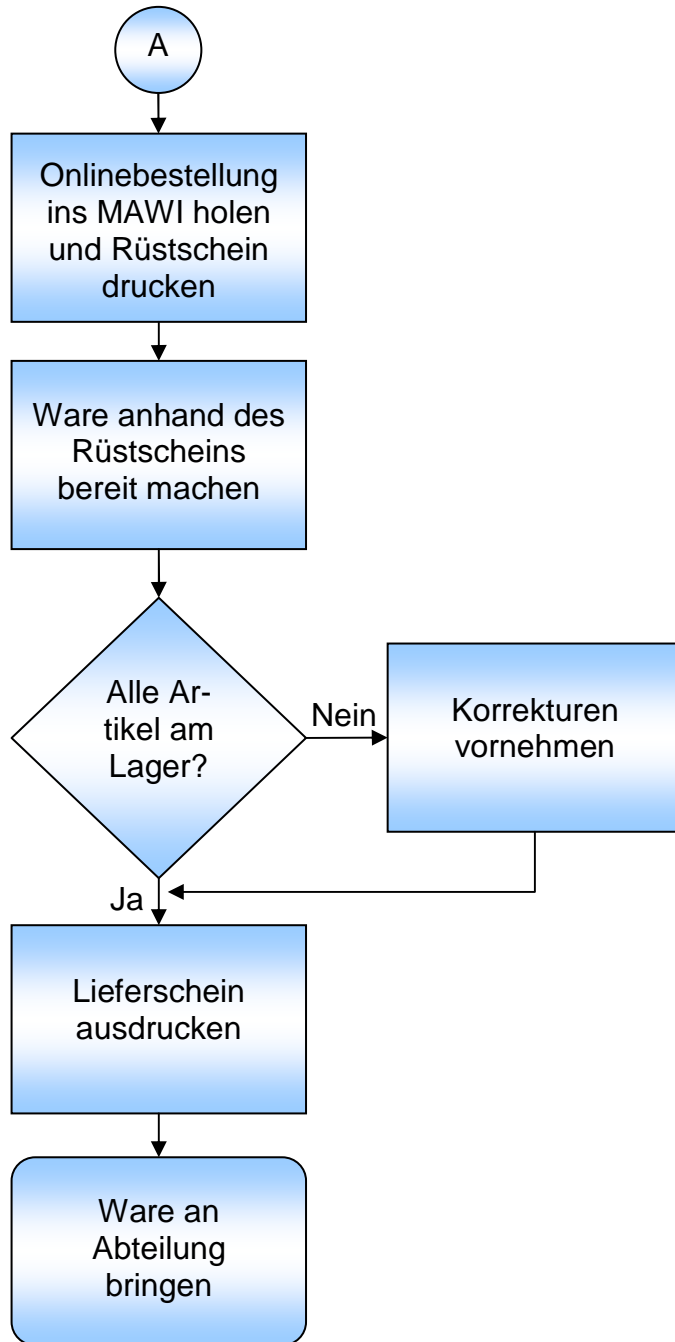 A
Onlinebestellung
ins MAWI holen
und Rüstschein
drucken
Ware anhand des
Rüstscheins
bereit machen
Alle Ar-
tikel am
Lager?
Nein
Korrekturen
vornehmen
Ja
Lieferschein
ausdrucken
Ware an
Abteilung
bringen